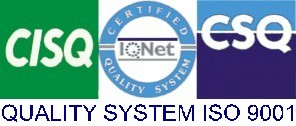 CISQ
CERTIFIED
IQNet
QUALITY SYSTEM
CSQ
QUALITY SYSTEM ISO 9001